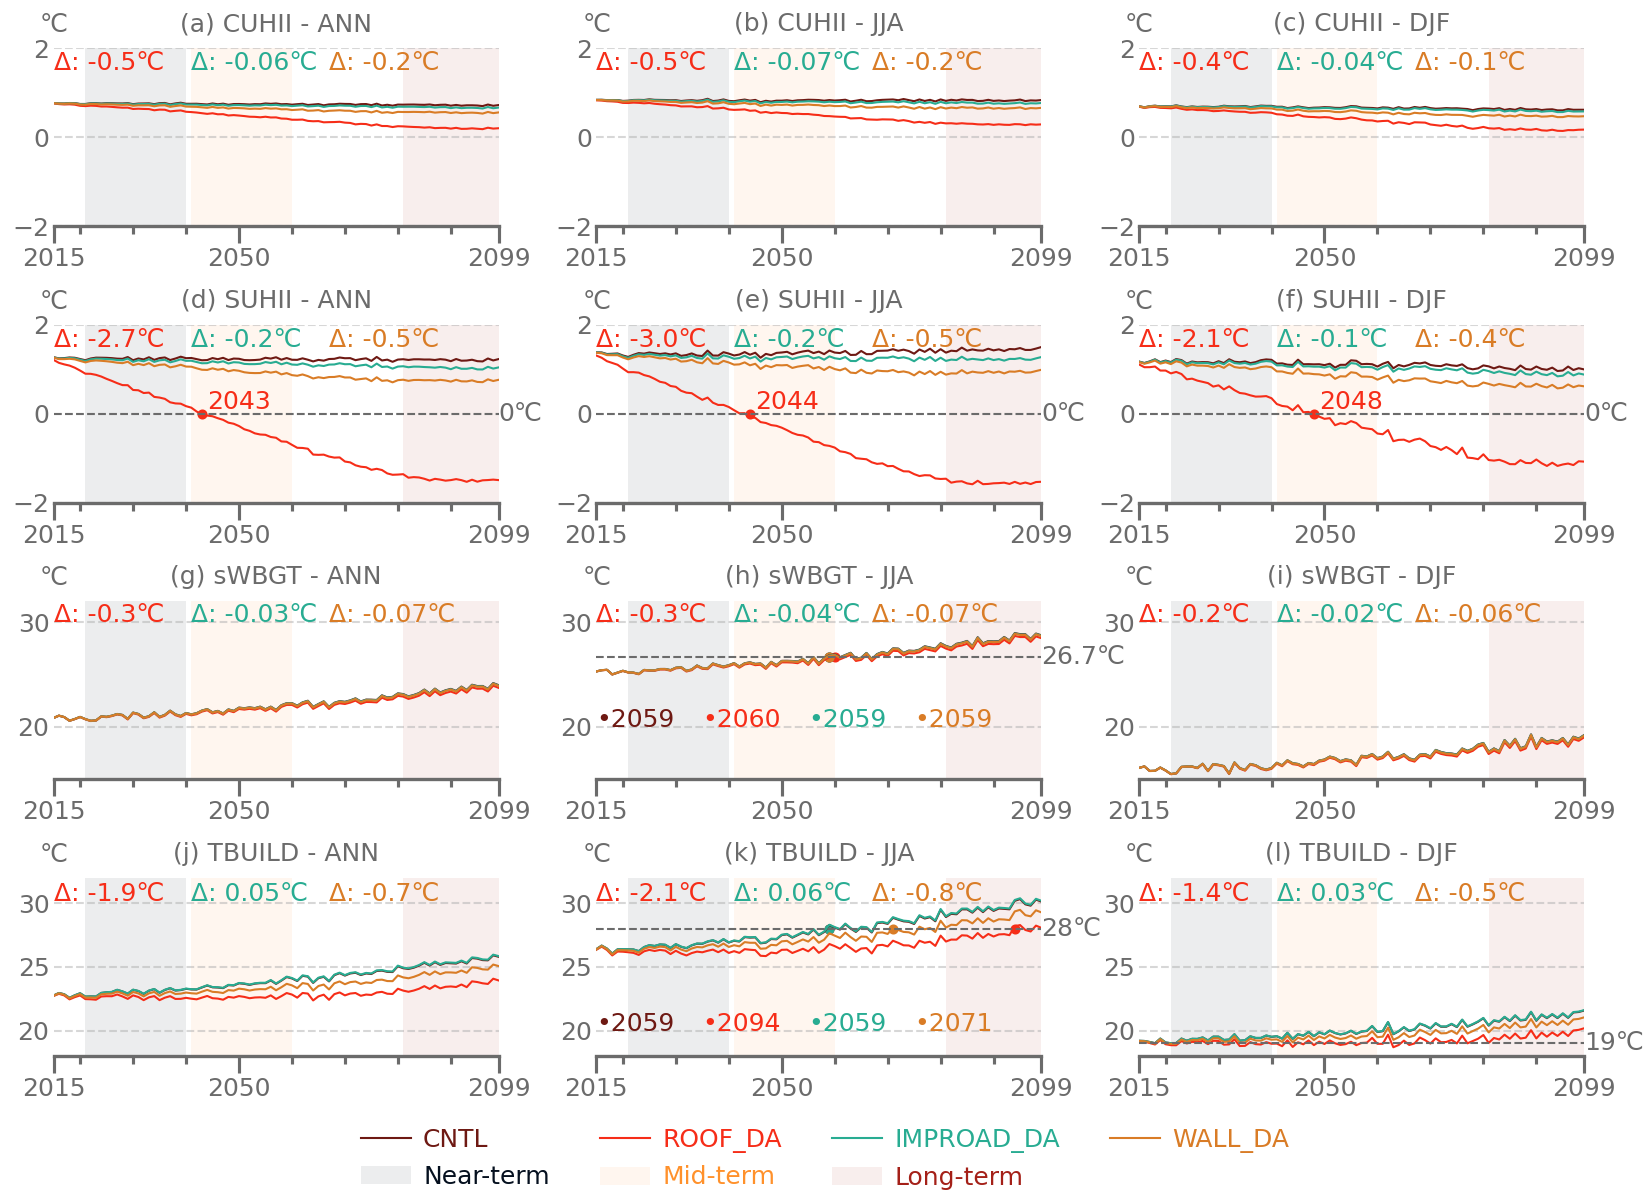 ℃ (a) CUHII - ANN
2
Δ: -0.5℃ Δ: -0.06℃ Δ: -0.2℃
0
−2
2015 2050 2099
℃ (b) CUHII - JJA
2
Δ: -0.5℃ Δ: -0.07℃ Δ: -0.2℃
0
−2
2015 2050 2099
℃ (c) CUHII - DJF
2
Δ: -0.4℃ Δ: -0.04℃ Δ: -0.1℃
0
−2
2015 2050 2099
℃ (d) SUHII - ANN
2
Δ: -2.7℃ Δ: -0.2℃ Δ: -0.5℃
2043
0 0℃
−2
2015 2050 2099
℃ (e) SUHII - JJA
2
Δ: -3.0℃ Δ: -0.2℃ Δ: -0.5℃
2044
0 0℃
−2
2015 2050 2099
℃ (f) SUHII - DJF
2
Δ: -2.1℃ Δ: -0.1℃ Δ: -0.4℃
2048
0 0℃
−2
2015 2050 2099
℃ (g) sWBGT - ANN
Δ: -0.3℃ Δ: -0.03℃ Δ: -0.07℃
30
20
2015 2050 2099
℃ (h) sWBGT - JJA
Δ: -0.3℃ Δ: -0.04℃ Δ: -0.07℃
30
26.7℃
2059 2060 2059 2059
20
2015 2050 2099
℃ (i) sWBGT - DJF
Δ: -0.2℃ Δ: -0.02℃ Δ: -0.06℃
30
20
2015 2050 2099
℃ (j) TBUILD - ANN
Δ: -1.9℃ Δ: 0.05℃ Δ: -0.7℃
30
25
20
2015 2050 2099
℃ (k) TBUILD - JJA
Δ: -2.1℃ Δ: 0.06℃ Δ: -0.8℃
30
28℃
25
2059 2094 2059 2071
20
2015 2050 2099
℃ (l) TBUILD - DJF
Δ: -1.4℃ Δ: 0.03℃ Δ: -0.5℃
30
25
20
19℃
2015 2050 2099
CNTL ROOF_DA IMPROAD_DA WALL_DA
Near-term Mid-term Long-term